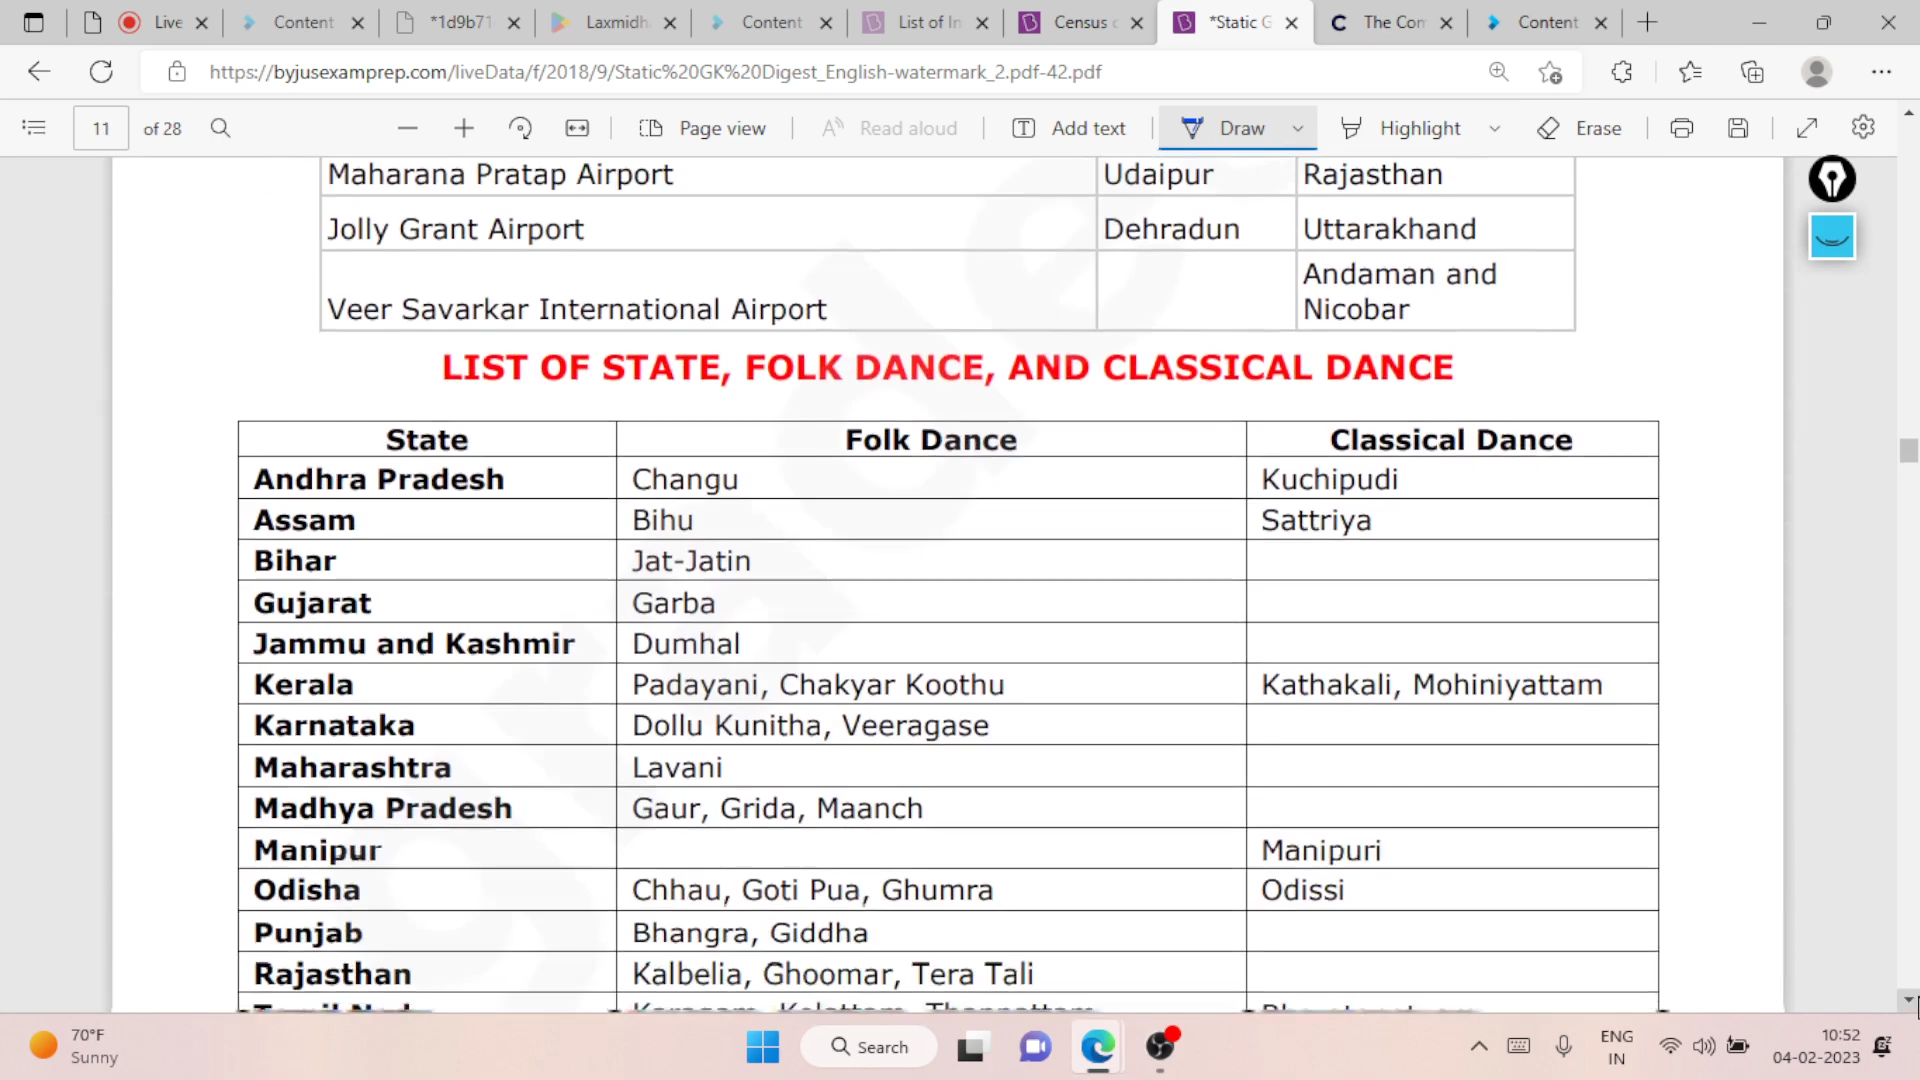 Live
Content
*1d9b71
Laxmidh
Content
List of In
Census c
*Static G
The Com
Content
https://byjusexamprep.com/liveData/f/2018/9/Static%20GK%20Digest_English-watermark_2.pdf-42.pdf
11 of 28
Page view
Read aloud
Add text
Draw
Highlight
Erase
Maharana Pratap Airport Udaipur Rajasthan
Jolly Grant Airport Dehradun Uttarakhand
Veer Savarkar International Airport Andaman and
Nicobar
LIST OF STATE, FOLK DANCE, AND CLASSICAL DANCE
State Folk Dance Classical Dance
Andhra Pradesh Changu Kuchipudi
Assam Bihu Sattriya
Bihar Jat-Jatin
Gujarat Garba
Jammu and Kashmir Dumhal
Kerala Padayani, Chakyar Koothu Kathakali, Mohiniyattam
Karnataka Dollu Kunitha, Veeragase
Maharashtra Lavani
Madhya Pradesh Gaur, Grida, Maanch
Manipur Manipuri
Odisha Chhau, Goti Pua, Ghumra Odissi
Punjab Bhangra, Giddha
Rajasthan Kalbelia, Ghoomar, Tera Tali
70°F
Sunny
Search
ENG
IN
10:52
04-02-2023